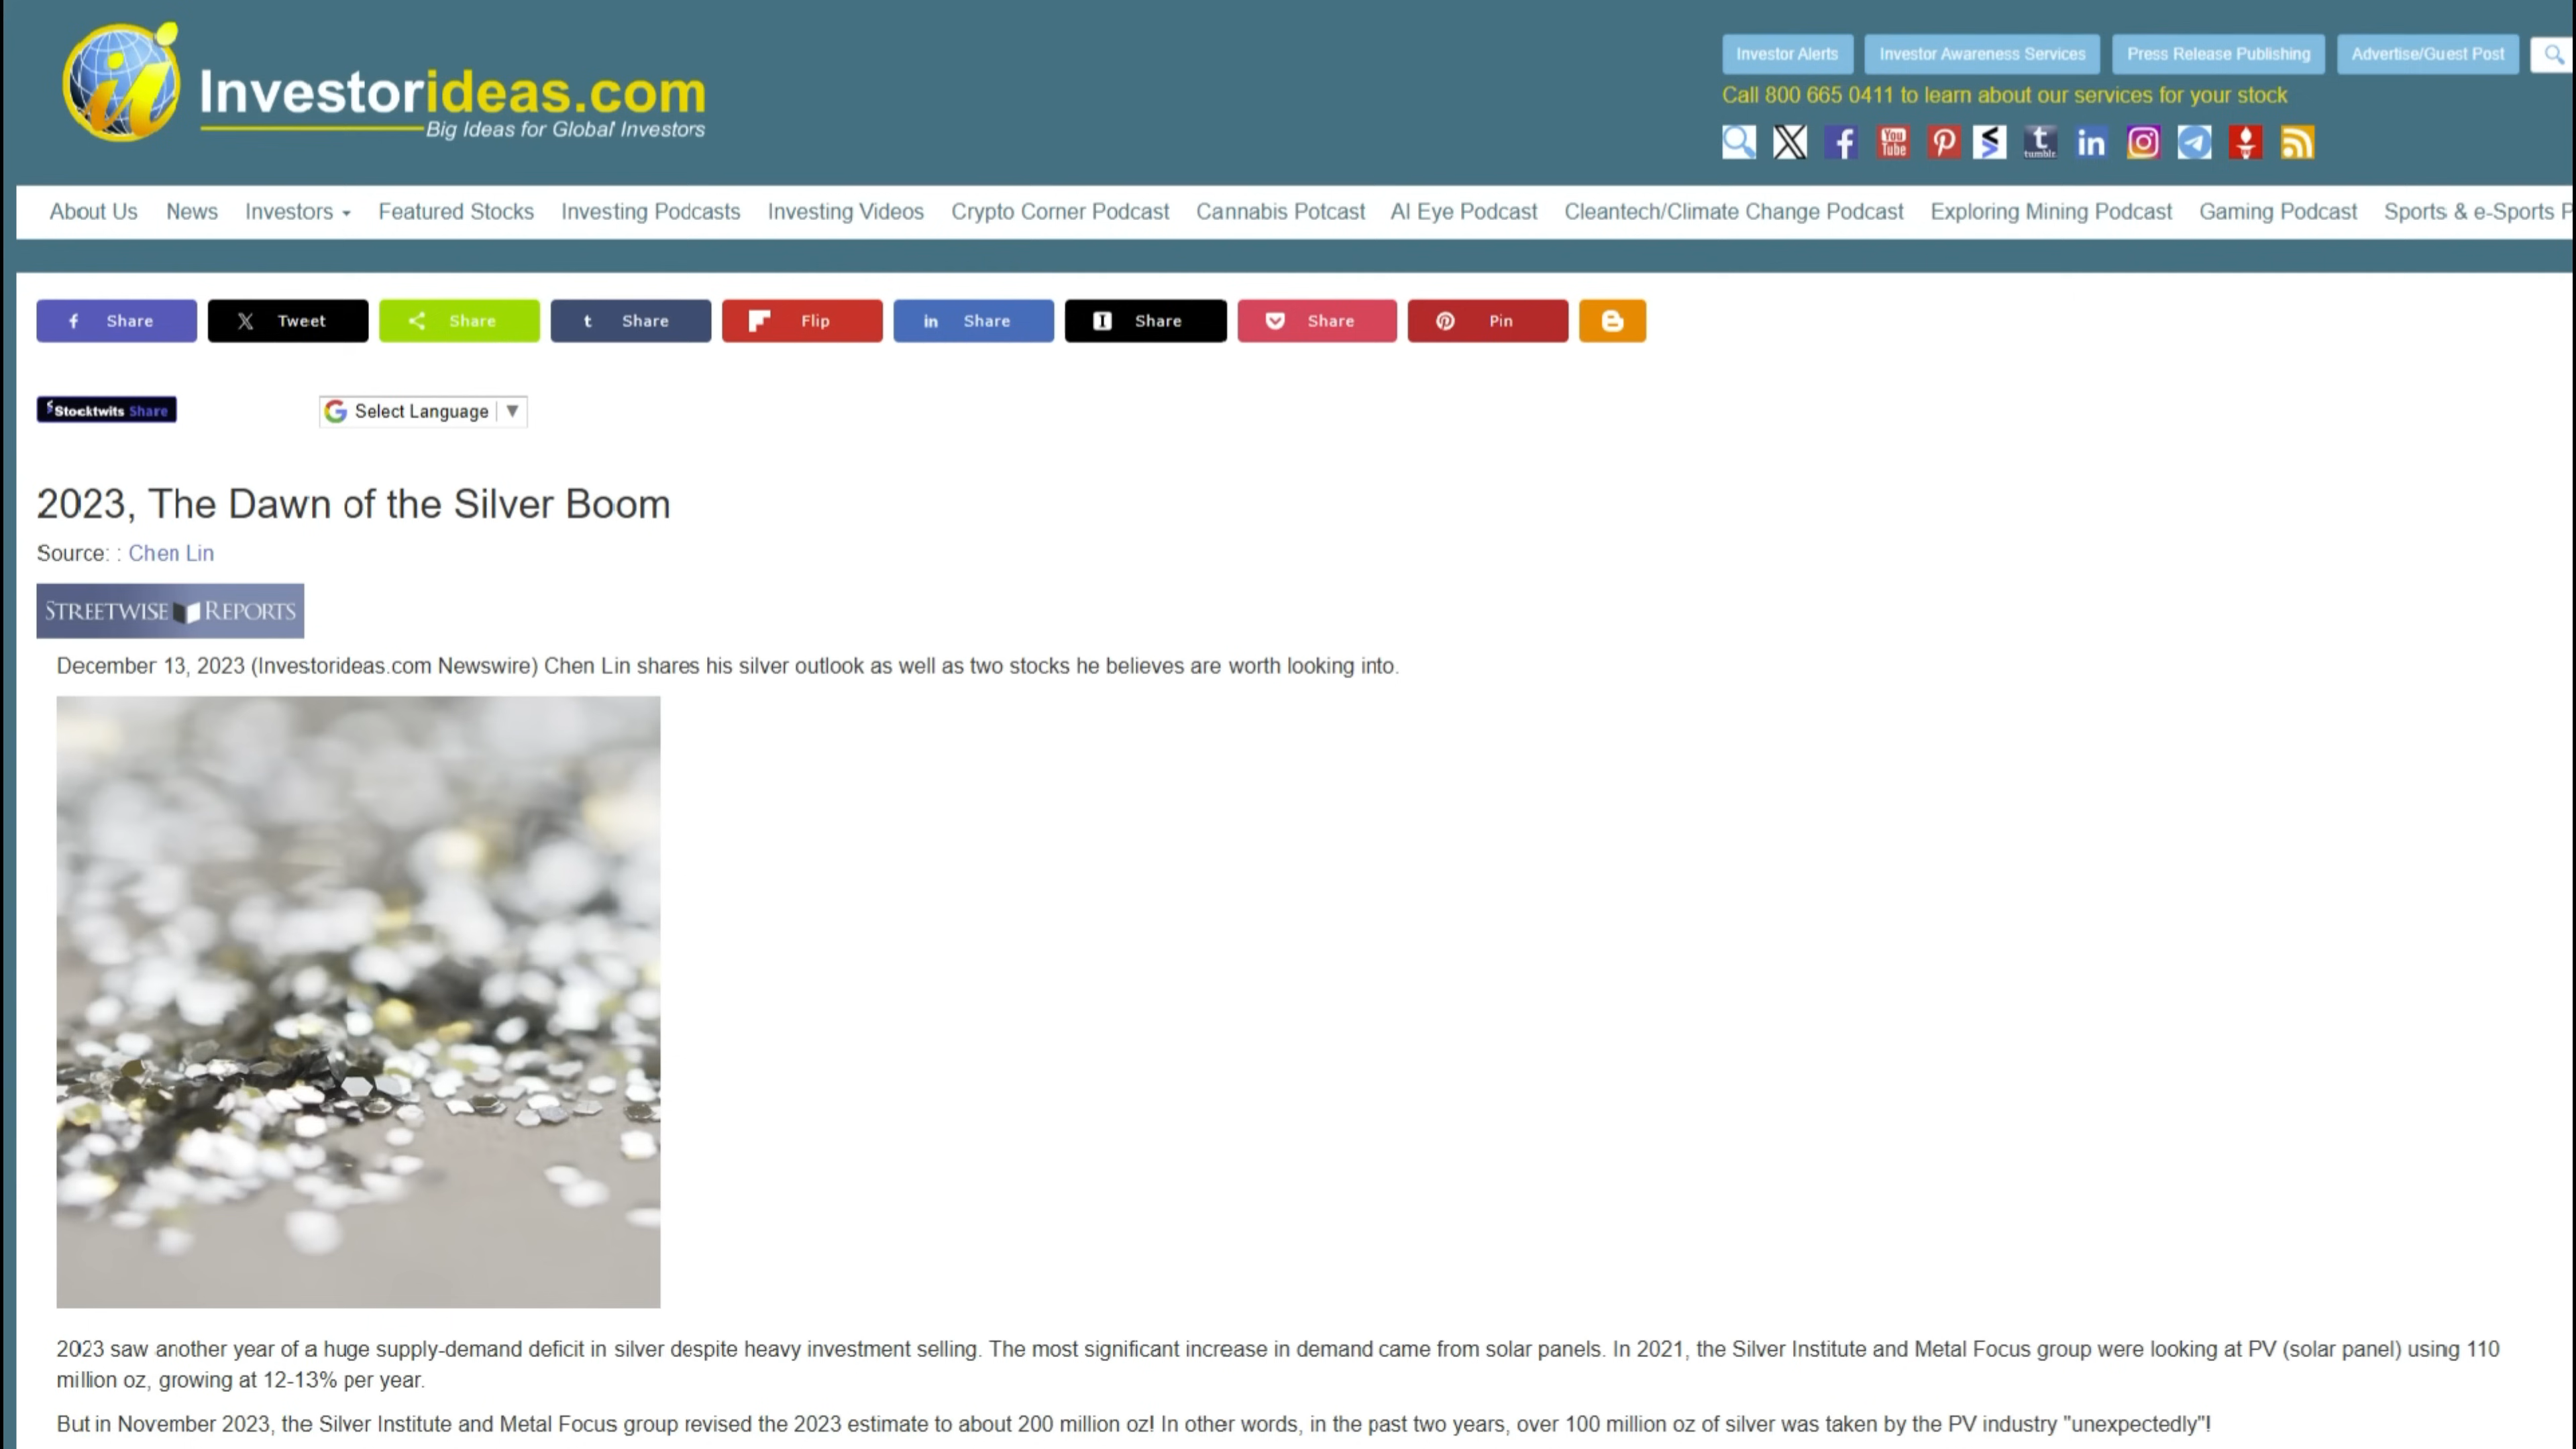 Investorideas.com
Big Ideas for Global Investors
Investor Alerts Investor Awareness Services Press Release Publishing Advertise/Guest Post
Call 800 665 0411 to learn about our services for your stock
You Tube tumblr. in
About Us News Investors Featured Stocks Investing Podcasts Investing Videos Crypto Corner Podcast Cannabis Potcast AI Eye Podcast Cleantech/Climate Change Podcast Exploring Mining Podcast Gaming Podcast Sports & e-Sports P
Share Tweet Share Share Flip Share Share Share Pin
Stocktwits Share Select Language
2023, The Dawn of the Silver Boom
Source: : Chen Lin
STREETWISE REPORTS
December 13, 2023 (Investorideas.com Newswire) Chen Lin shares his silver outlook as well as two stocks he believes are worth looking into.
2023 saw another year of a huge supply-demand deficit in silver despite heavy investment selling. The most significant increase in demand came from solar panels. In 2021, the Silver Institute and Metal Focus group were looking at PV (solar panel) using 110
million oz, growing at 12-13% per year.
But in November 2023, the Silver Institute and Metal Focus group revised the 2023 estimate to about 200 million oz! In other words, in the past two years, over 100 million oz of silver was taken by the PV industry "unexpectedly"!